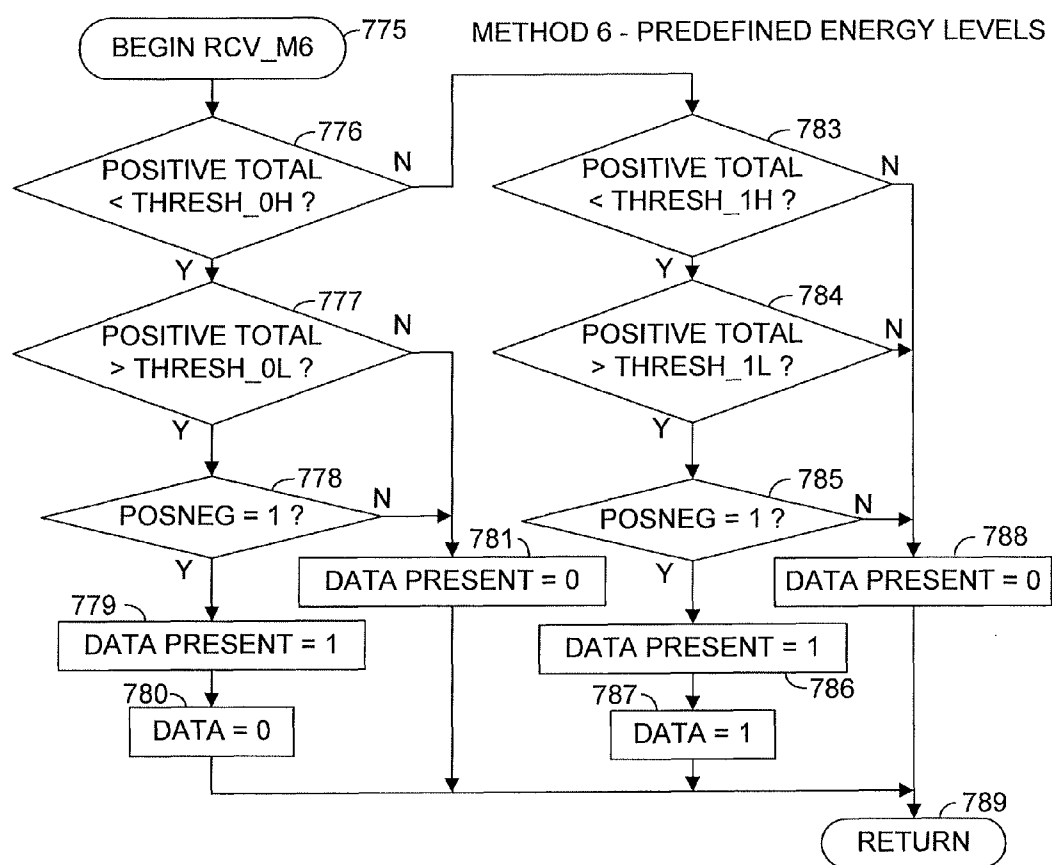 METHOD 6 - PREDEFINED ENERGY LEVELS
BEGIN RCV_M6
775
776
POSITIVE TOTAL
< THRESH_0H ?
N
Y
777
POSITIVE TOTAL
> THRESH_0L ?
N
Y
778
POSNEG = 1 ?
N
Y
781
DATA PRESENT = 0
779
DATA PRESENT = 1
780
DATA = 0
783
POSITIVE TOTAL
< THRESH_1H ?
N
Y
784
POSITIVE TOTAL
> THRESH_1L ?
N
Y
785
POSNEG = 1 ?
N
Y
788
DATA PRESENT = 0
DATA PRESENT = 1
786
787
DATA = 1
789
RETURN